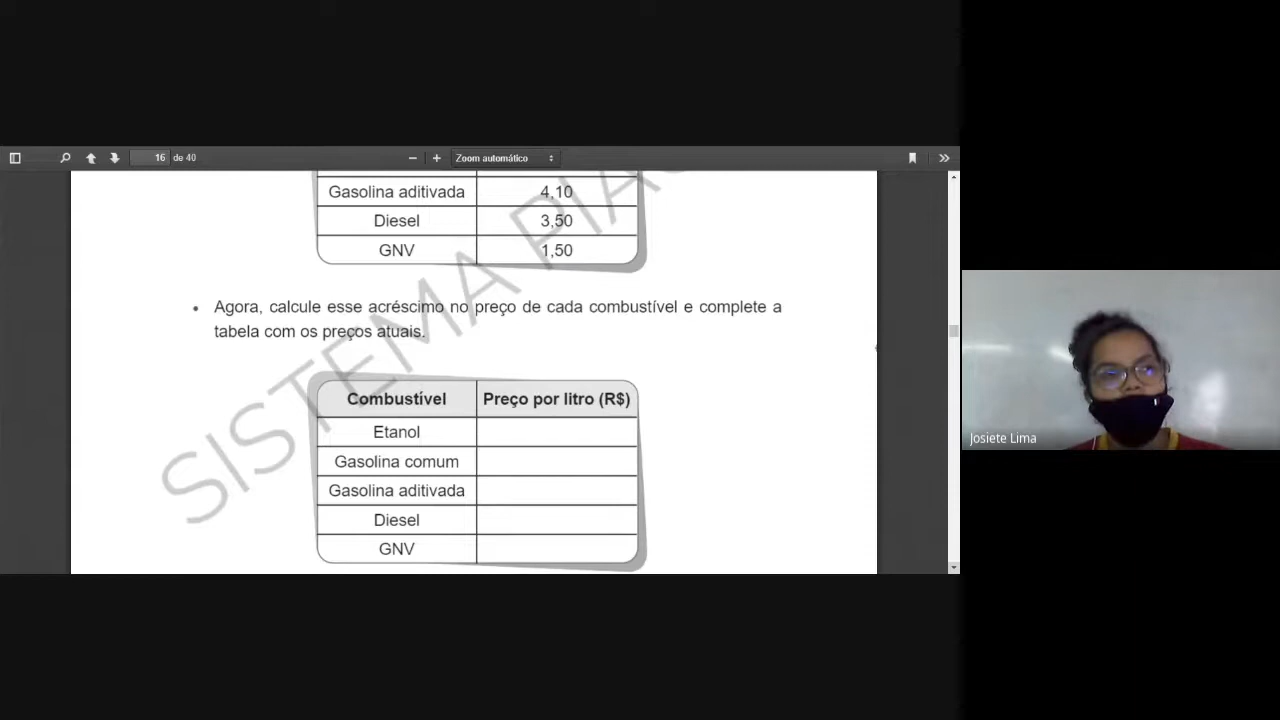 16 de 40
Zoom automático
Gasolina aditivada 4,10
Diesel 3,50
GNV 1,50
• Agora, calcule esse acréscimo no preço de cada combustível e complete a
tabela com os preços atuais.
Combustível Preço por litro (R$)
Etanol
Gasolina comum
Gasolina aditivada
Diesel
GNV
SISTEMA PIAG
Josiete Lima